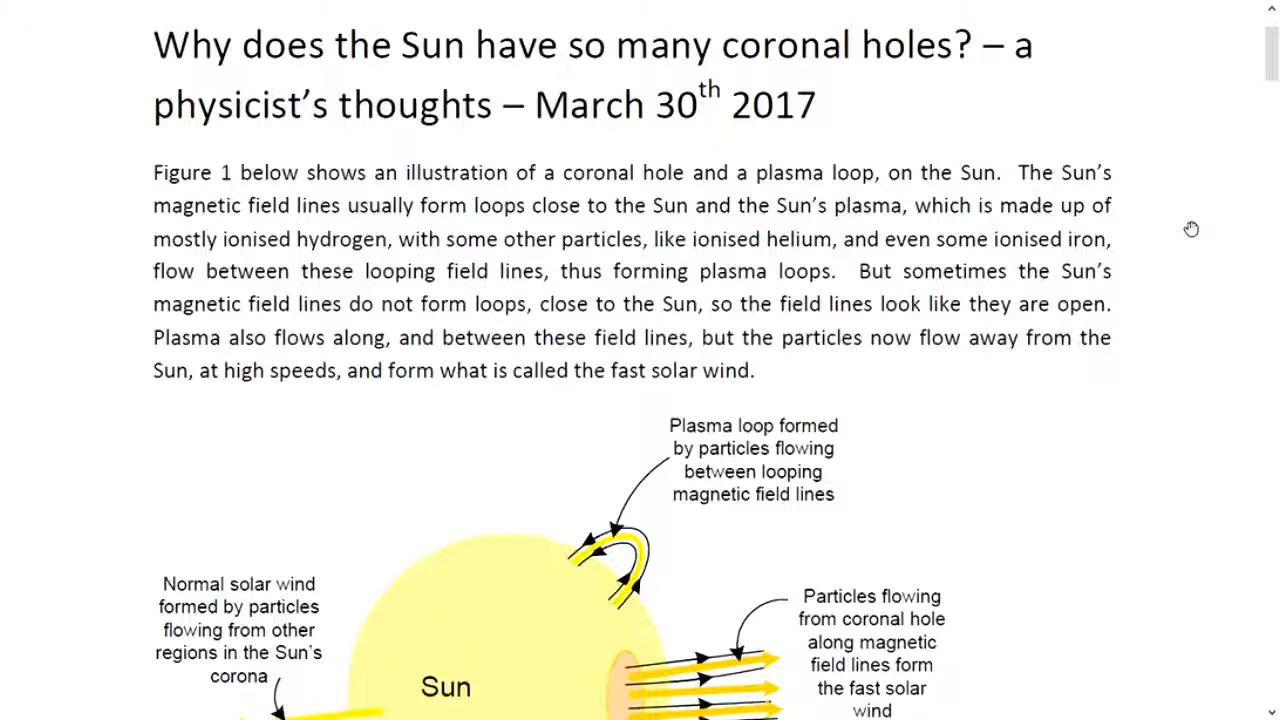 Why does the Sun have so many coronal holes? – a
physicist’s thoughts – March 30th 2017
Figure 1 below shows an illustration of a coronal hole and a plasma loop, on the Sun. The Sun’s
magnetic field lines usually form loops close to the Sun and the Sun’s plasma, which is made up of
mostly ionised hydrogen, with some other particles, like ionised helium, and even some ionised iron,
flow between these looping field lines, thus forming plasma loops. But sometimes the Sun’s
magnetic field lines do not form loops, close to the Sun, so the field lines look like they are open.
Plasma also flows along, and between these field lines, but the particles now flow away from the
Sun, at high speeds, and form what is called the fast solar wind.
Plasma loop formed
by particles flowing
between looping
magnetic field lines
Normal solar wind
formed by particles
flowing from other
regions in the Sun’s
corona
Particles flowing
from coronal hole
along magnetic
field lines form
the fast solar
wind
Sun